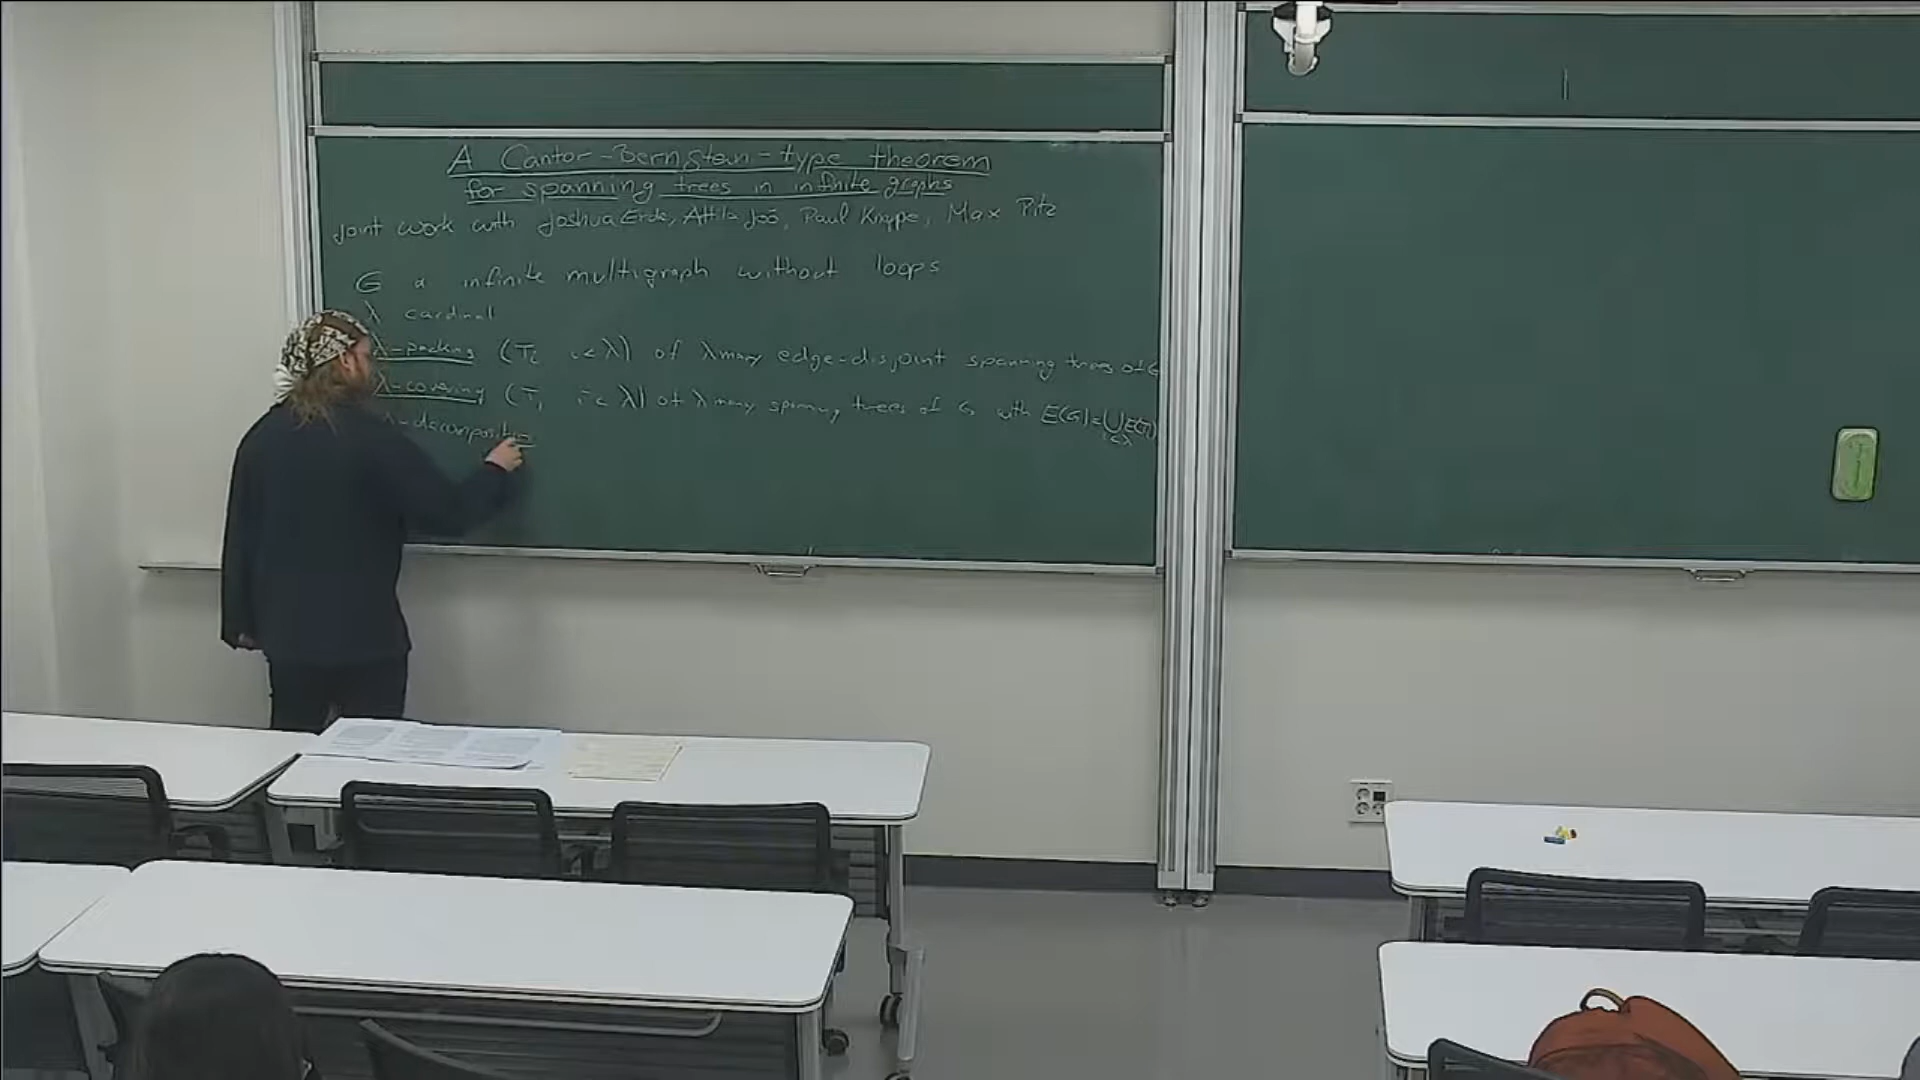 A Cantor-Bernstein-type theorem
for spanning trees in infinite graphs
joint work with Joshua Erde, Attila Joó, Paul Knappe, Max Pitz
G a infinite multigraph without loops
λ cardinal
λ-packing (Ti i<λ) of λ many edge-disjoint spanning trees of G
λ-covering (Ti i<λ) of λ many spanning trees of G with E(G)=⋃i<λ E(Ti)
λ-decomposition